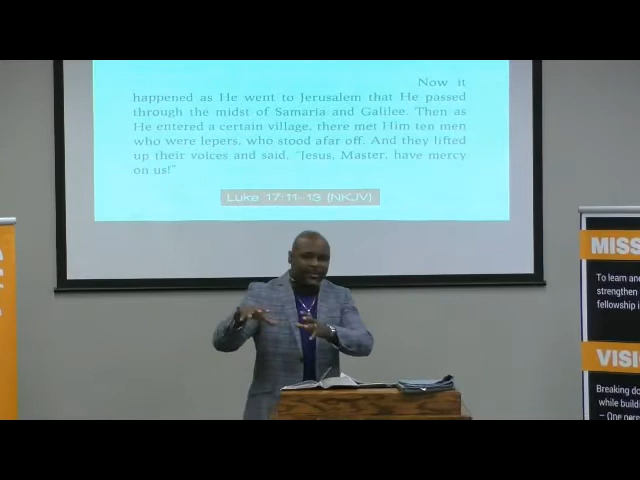 Now it
happened as He went to Jerusalem that He passed
through the midst of Samaria and Galilee. Then as
He entered a certain village, there met Him ten men
who were lepers, who stood afar off. And they lifted
up their voices and said, "Jesus, Master, have mercy
on us!"
Luke 17:11-13 (NKJV)
MISS
To learn and
strengthen
fellowship i
VISI
Breaking do
while buildi
– One pers